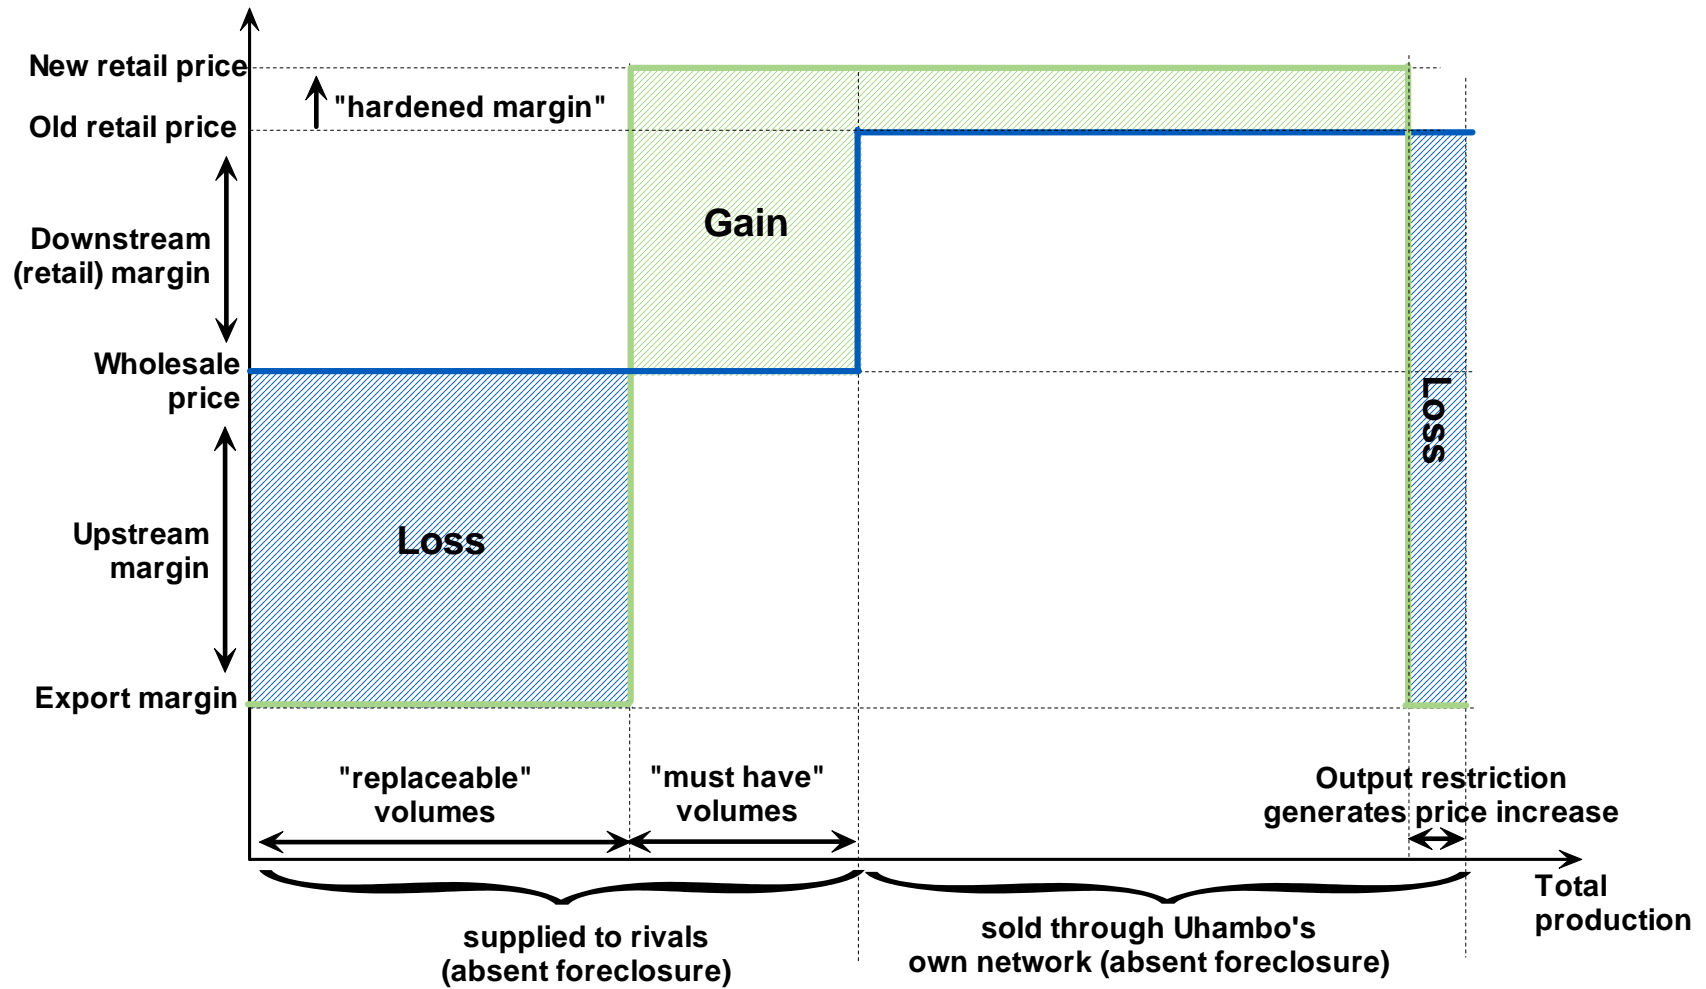 New retail price
"hardened margin"
Old retail price
Downstream
(retail) margin
Gain
Wholesale
price
Loss
Upstream
margin
Loss
Export margin
"replaceable"
volumes
"must have"
volumes
Output restriction
generates price increase
Total
production
supplied to rivals
(absent foreclosure)
sold through Uhambo's
own network (absent foreclosure)